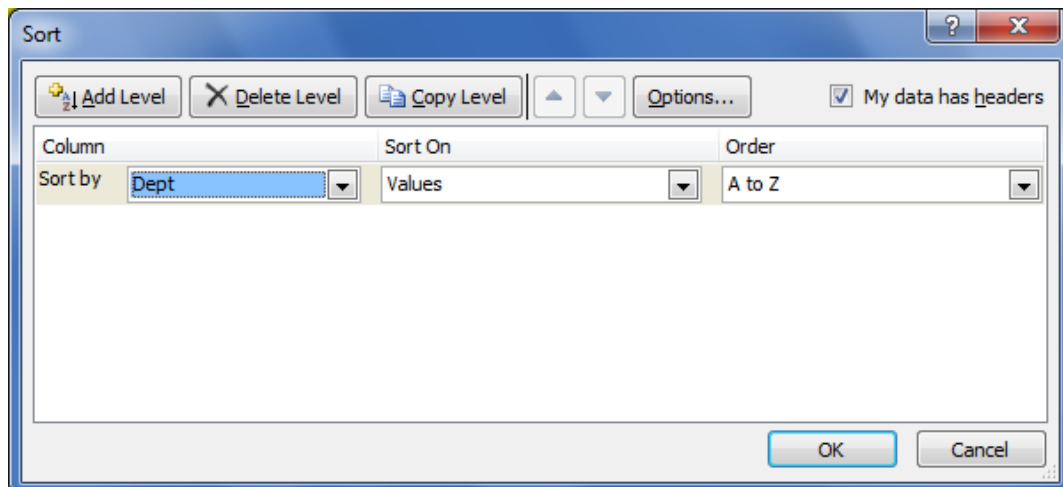 Sort
Add Level Delete Level Copy Level Options... My data has headers
Column Sort On Order
Sort by Dept Values A to Z
OK Cancel